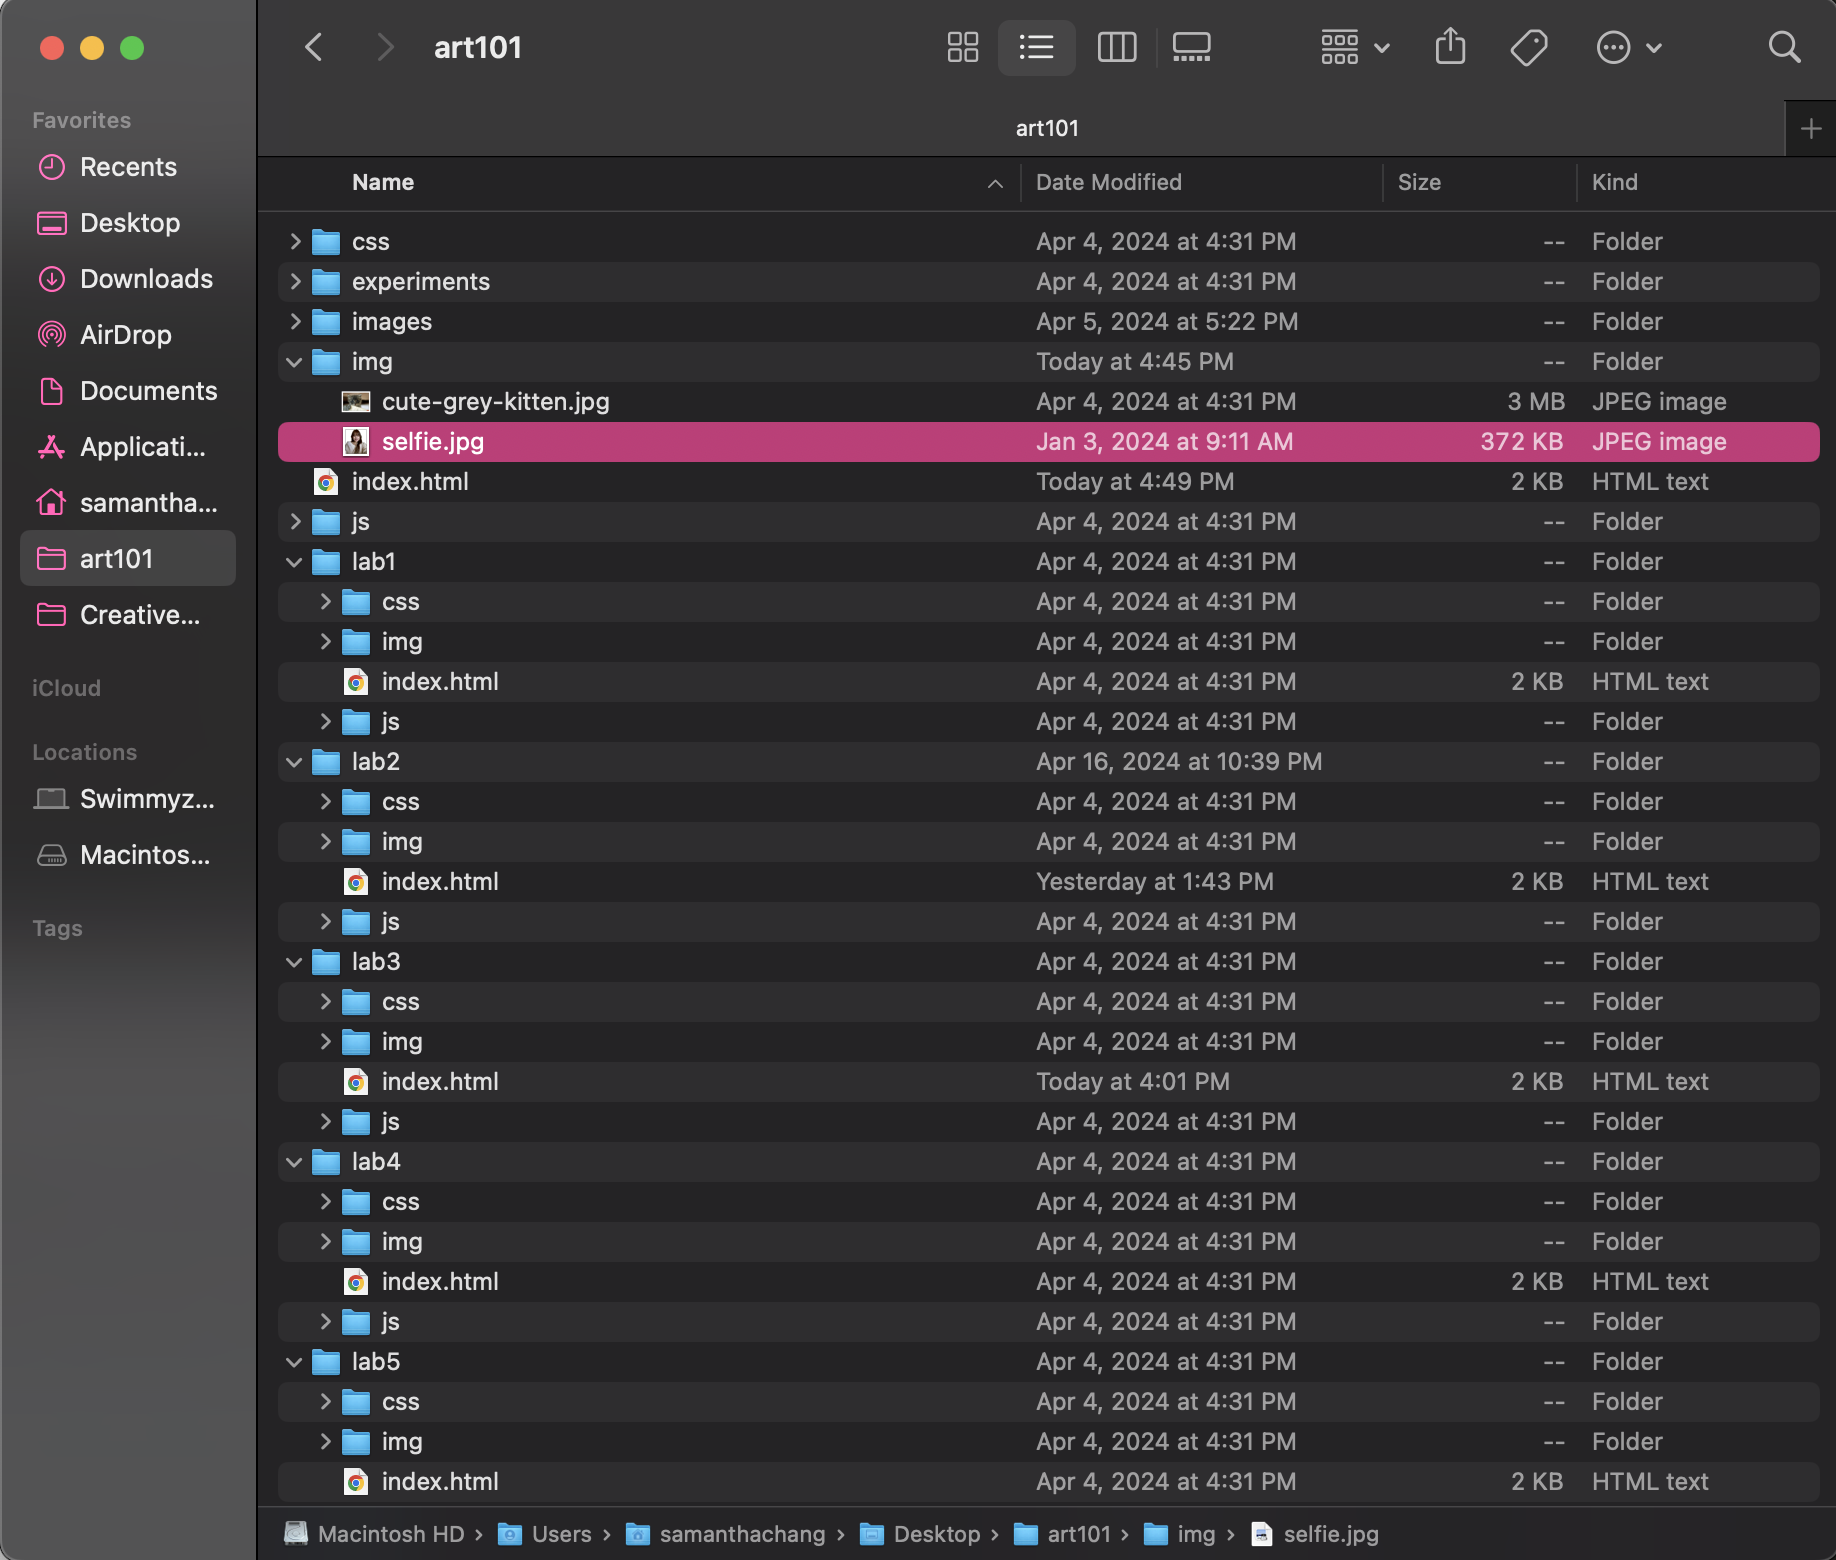 art101
art101
Favorites
Recents
Desktop
Downloads
AirDrop
Documents
Applicati...
samantha...
art101
Creative...
iCloud
Locations
Swimmyz...
Macintos...
Tags
Name Date Modified Size Kind
css Apr 4, 2024 at 4:31 PM -- Folder
experiments Apr 4, 2024 at 4:31 PM -- Folder
images Apr 5, 2024 at 5:22 PM -- Folder
img Today at 4:45 PM -- Folder
cute-grey-kitten.jpg Apr 4, 2024 at 4:31 PM 3 MB JPEG image
selfie.jpg Jan 3, 2024 at 9:11 AM 372 KB JPEG image
index.html Today at 4:49 PM 2 KB HTML text
js Apr 4, 2024 at 4:31 PM -- Folder
lab1 Apr 4, 2024 at 4:31 PM -- Folder
css Apr 4, 2024 at 4:31 PM -- Folder
img Apr 4, 2024 at 4:31 PM -- Folder
index.html Apr 4, 2024 at 4:31 PM 2 KB HTML text
js Apr 4, 2024 at 4:31 PM -- Folder
lab2 Apr 16, 2024 at 10:39 PM -- Folder
css Apr 4, 2024 at 4:31 PM -- Folder
img Apr 4, 2024 at 4:31 PM -- Folder
index.html Yesterday at 1:43 PM 2 KB HTML text
js Apr 4, 2024 at 4:31 PM -- Folder
lab3 Apr 4, 2024 at 4:31 PM -- Folder
css Apr 4, 2024 at 4:31 PM -- Folder
img Apr 4, 2024 at 4:31 PM -- Folder
index.html Today at 4:01 PM 2 KB HTML text
js Apr 4, 2024 at 4:31 PM -- Folder
lab4 Apr 4, 2024 at 4:31 PM -- Folder
css Apr 4, 2024 at 4:31 PM -- Folder
img Apr 4, 2024 at 4:31 PM -- Folder
index.html Apr 4, 2024 at 4:31 PM 2 KB HTML text
js Apr 4, 2024 at 4:31 PM -- Folder
lab5 Apr 4, 2024 at 4:31 PM -- Folder
css Apr 4, 2024 at 4:31 PM -- Folder
img Apr 4, 2024 at 4:31 PM -- Folder
index.html Apr 4, 2024 at 4:31 PM 2 KB HTML text
Macintosh HD › Users › samanthachang › Desktop › art101 › img › selfie.jpg